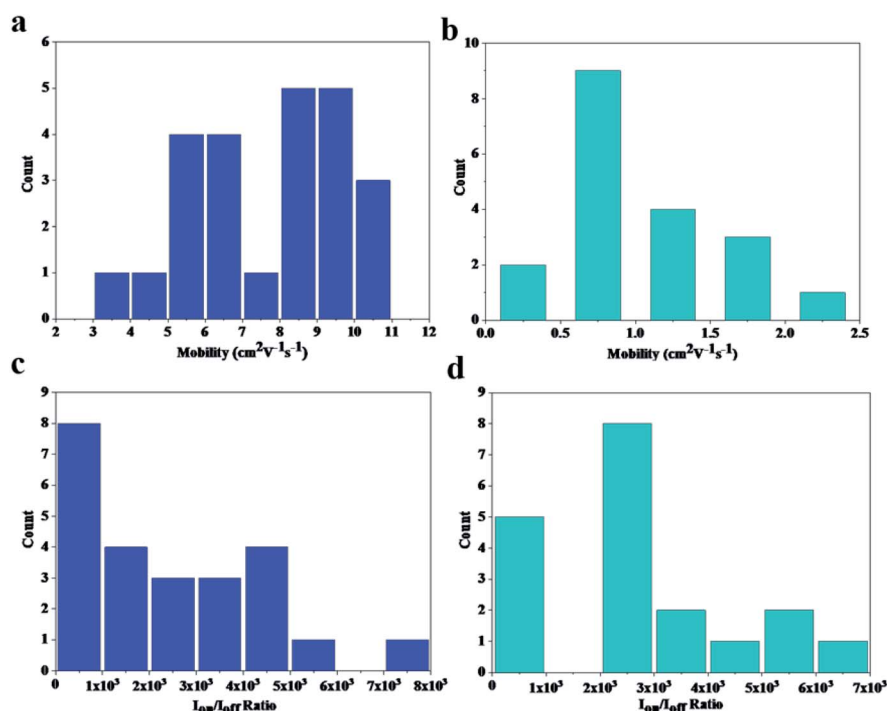 a
6
5
4
3
2
1
0
Count
2 3 4 5 6 7 8 9 10 11 12
Mobility (cm²V⁻¹s⁻¹)
b
10
8
6
4
2
0
Count
0.0 0.5 1.0 1.5 2.0 2.5
Mobility (cm²V⁻¹s⁻¹)
c
9
8
7
6
5
4
3
2
1
0
Count
0 1x10³ 2x10³ 3x10³ 4x10³ 5x10³ 6x10³ 7x10³ 8x10³
Ion/Ioff Ratio
d
9
8
7
6
5
4
3
2
1
0
Count
0 1x10³ 2x10³ 3x10³ 4x10³ 5x10³ 6x10³ 7x10³
Ion/Ioff Ratio